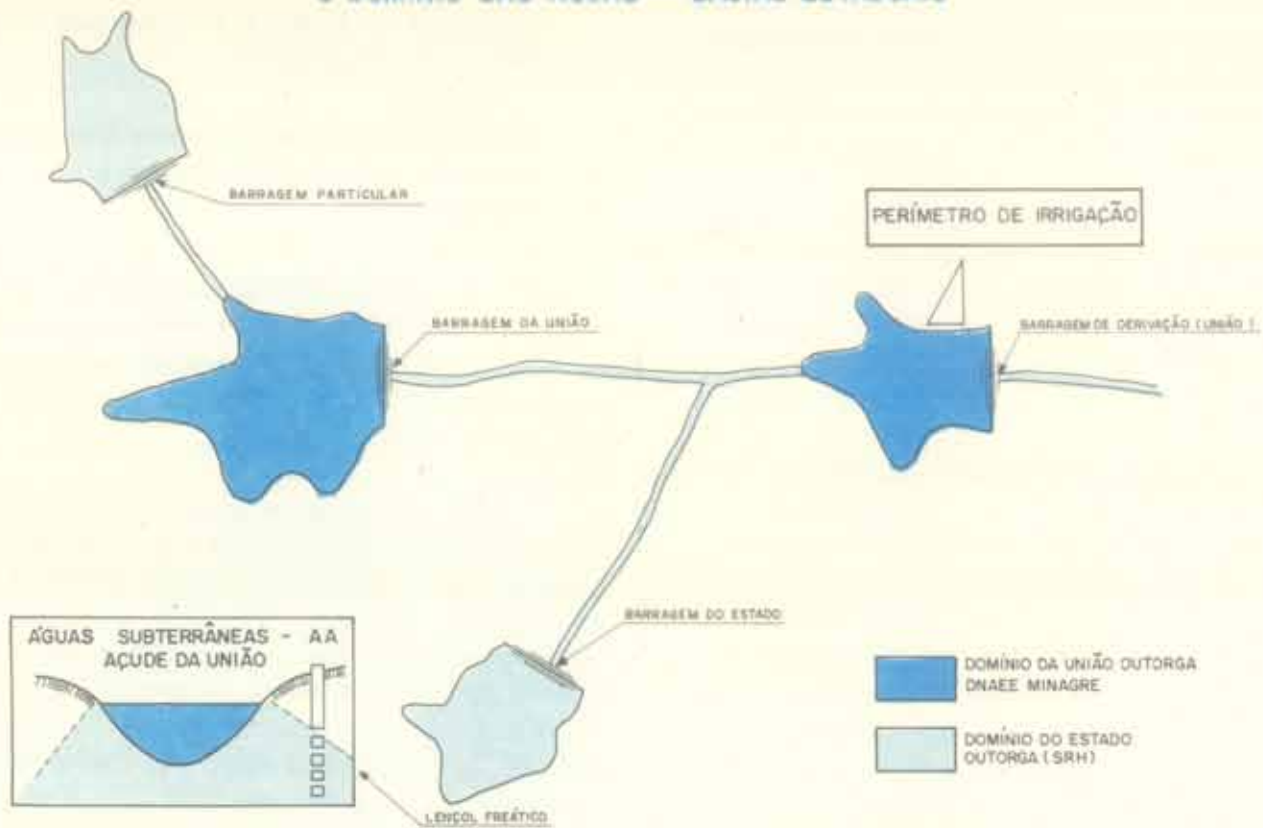 BARRAGEM PARTICULAR
PERÍMETRO DE IRRIGAÇÃO
BARRAGEM DA UNIÃO
BARRAGEM DE DERIVAÇÃO (UNIÃO)
BARRAGEM DO ESTADO
ÁGUAS SUBTERRÂNEAS - AA
AÇUDE DA UNIÃO
LENÇOL FREÁTICO
DOMÍNIO DA UNIÃO OUTORGA
DNAEE MINAGRE
DOMÍNIO DO ESTADO
OUTORGA (SRH)